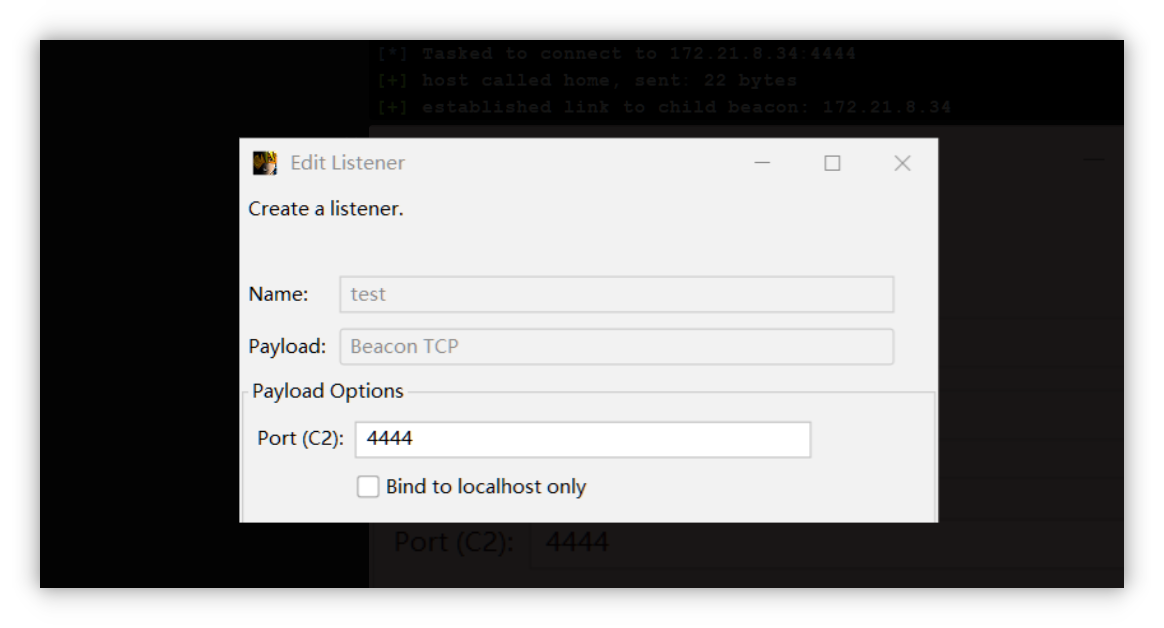 [*] Tasked to connect to 172.21.8.34:4444
[+] host called home, sent: 22 bytes
[+] established link to child beacon: 172.21.8.34
Edit Listener
Create a listener.
Name: test
Payload: Beacon TCP
Payload Options
Port (C2): 4444
Bind to localhost only
Port (C2): 4444